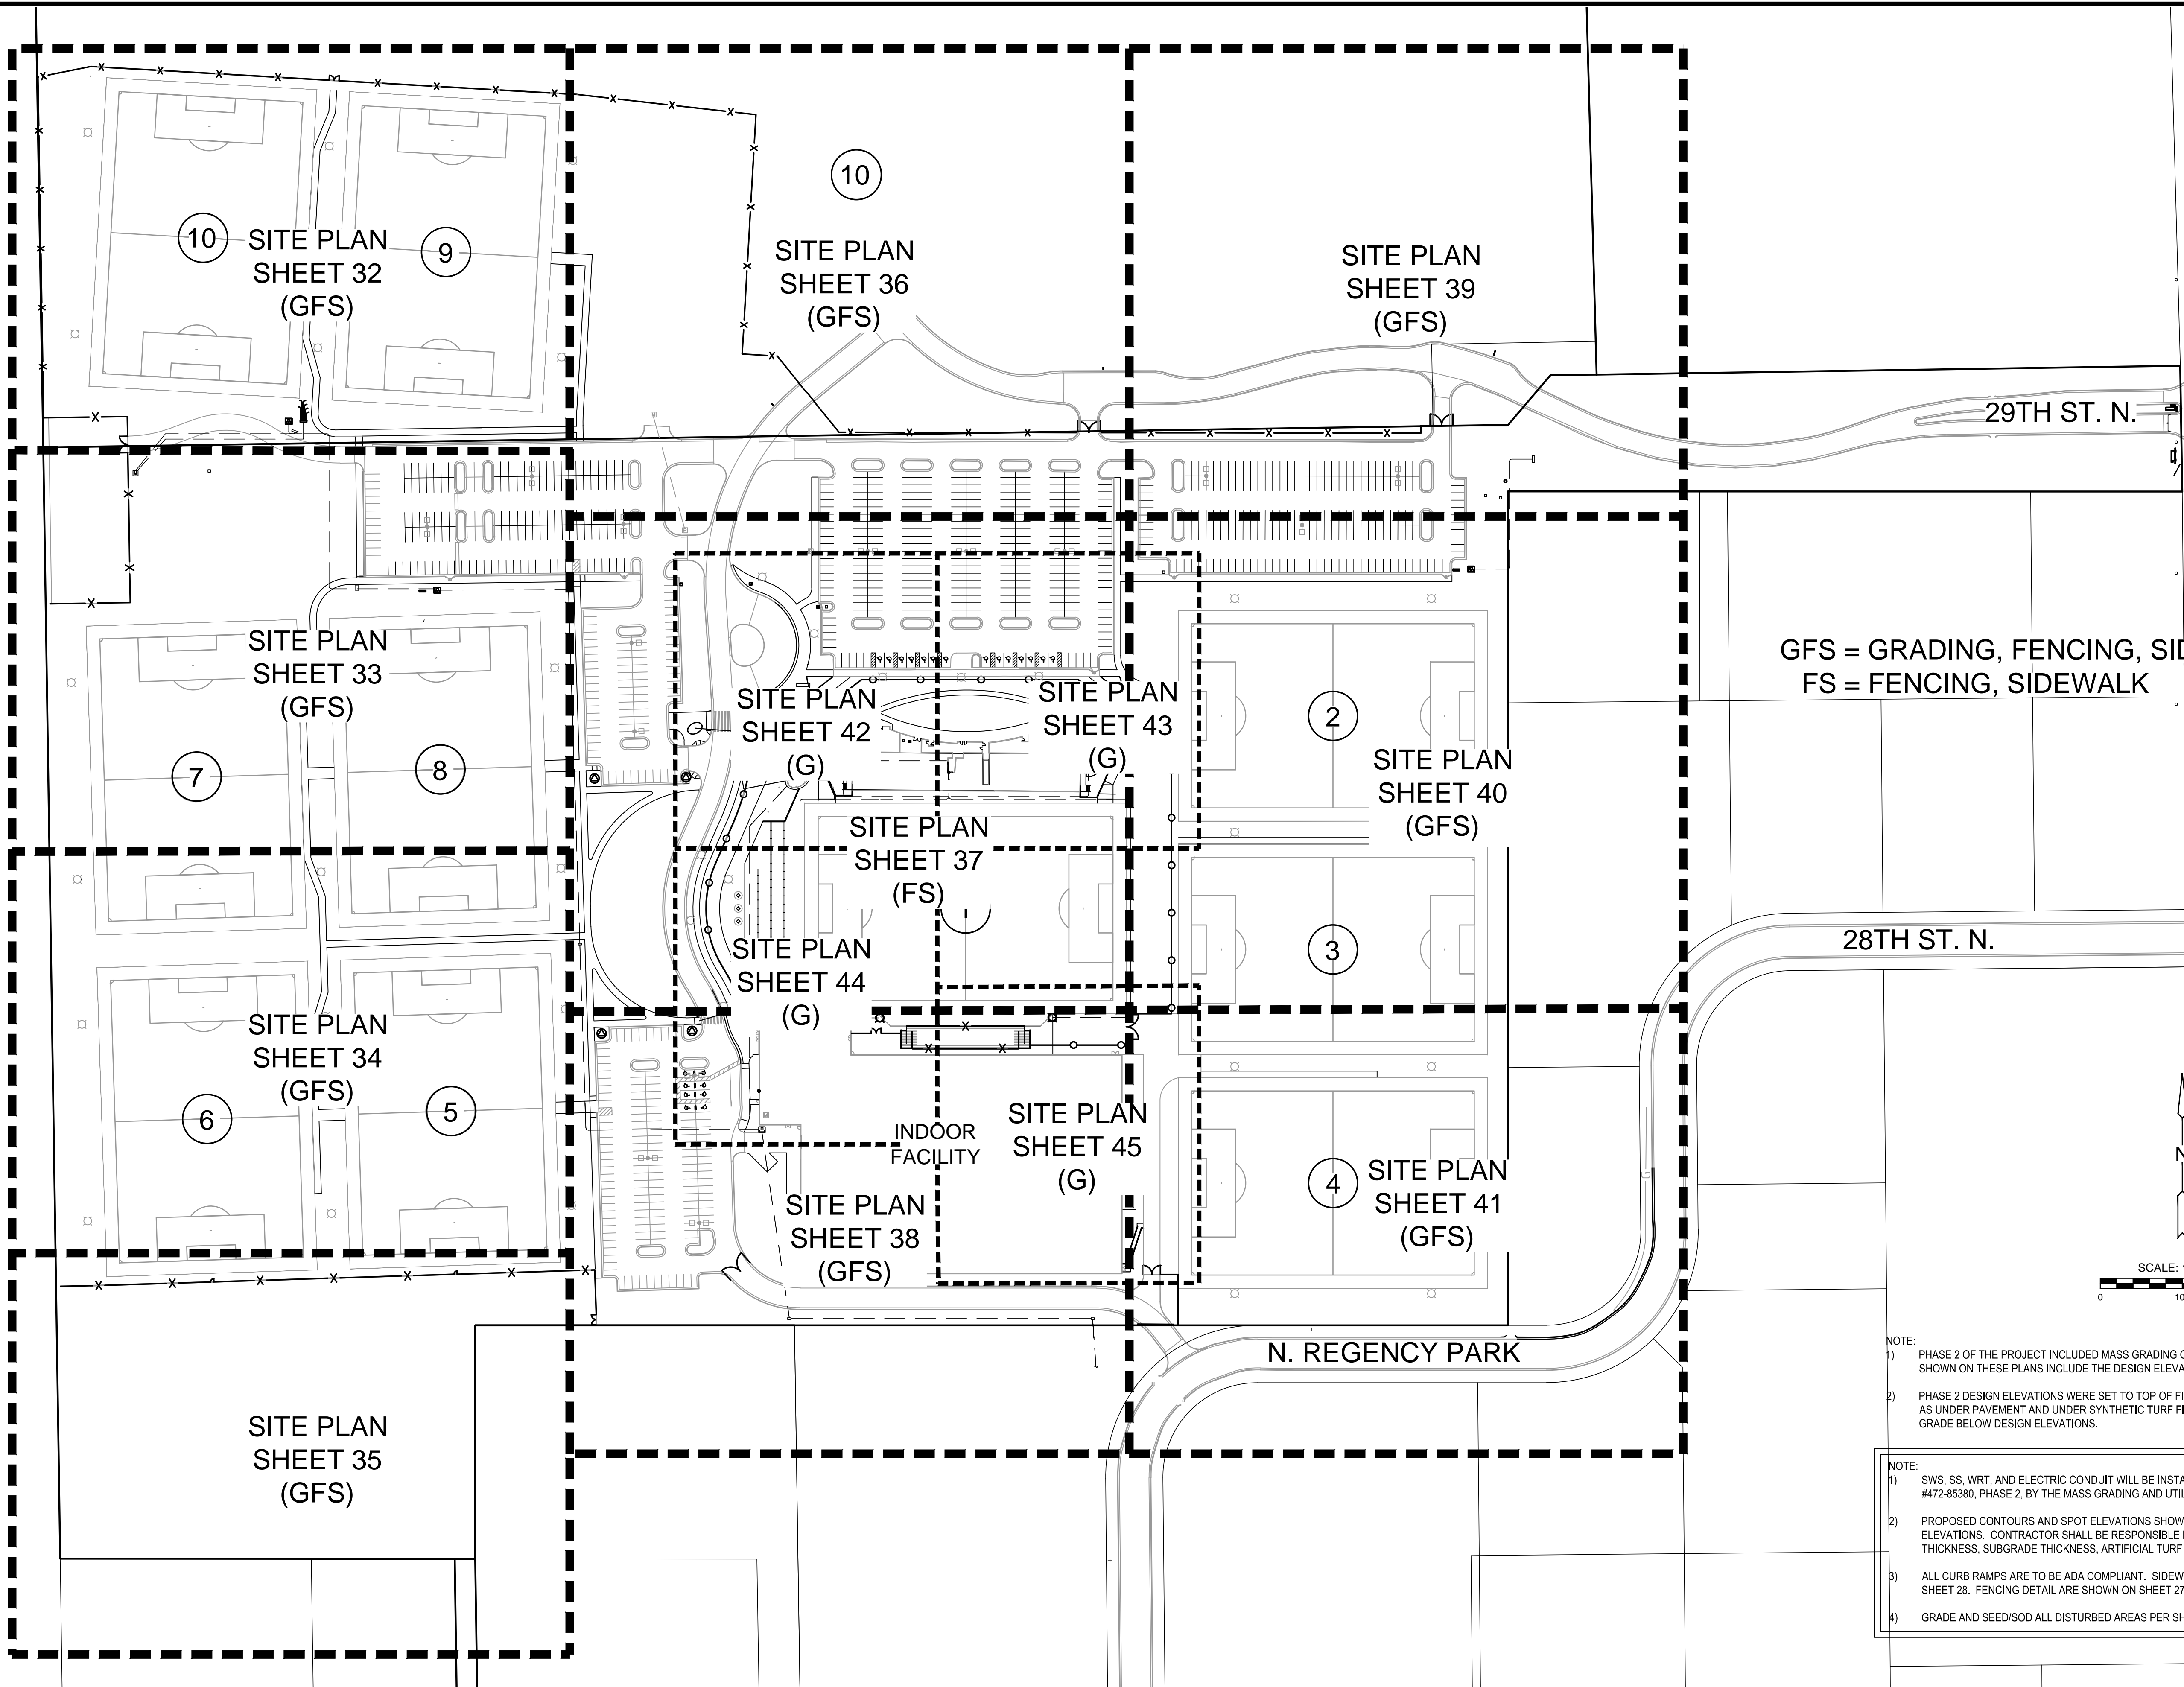 10
SITE PLAN
SHEET 32
(GFS)
9
10
SITE PLAN
SHEET 36
(GFS)
SITE PLAN
SHEET 39
(GFS)
29TH ST. N.
SITE PLAN
SHEET 33
(GFS)
7
8
SITE PLAN
SHEET 42
(G)
SITE PLAN
SHEET 43
(G)
2
SITE PLAN
SHEET 40
(GFS)
GFS = GRADING, FENCING,
FS = FENCING, SIDEWALK
SITE PLAN
SHEET 37
(FS)
SITE PLAN
SHEET 44
(G)
3
28TH ST. N.
SITE PLAN
SHEET 34
(GFS)
6
5
INDOOR
FACILITY
SITE PLAN
SHEET 45
(G)
SITE PLAN
SHEET 38
(GFS)
4
SITE PLAN
SHEET 41
(GFS)
N
SCALE:
0
N. REGENCY PARK
SITE PLAN
SHEET 35
(GFS)
NOTE:
1) PHASE 2 OF THE PROJECT INCLUDED MASS GRADING
SHOWN ON THESE PLANS INCLUDE THE DESIGN
2) PHASE 2 DESIGN ELEVATIONS WERE SET TO TOP OF
AS UNDER PAVEMENT AND UNDER SYNTHETIC TURF
GRADE BELOW DESIGN ELEVATIONS.
NOTE:
1) SWS, SS, WRT, AND ELECTRIC CONDUIT WILL BE
#472-85380, PHASE 2, BY THE MASS GRADING AND
2) PROPOSED CONTOURS AND SPOT ELEVATIONS
ELEVATIONS. CONTRACTOR SHALL BE RESPONSIBLE
THICKNESS, SUBGRADE THICKNESS, ARTIFICIAL TURF
3) ALL CURB RAMPS ARE TO BE ADA COMPLIANT.
SHEET 28. FENCING DETAIL ARE SHOWN ON SHEET 27
4) GRADE AND SEED/SOD ALL DISTURBED AREAS PER